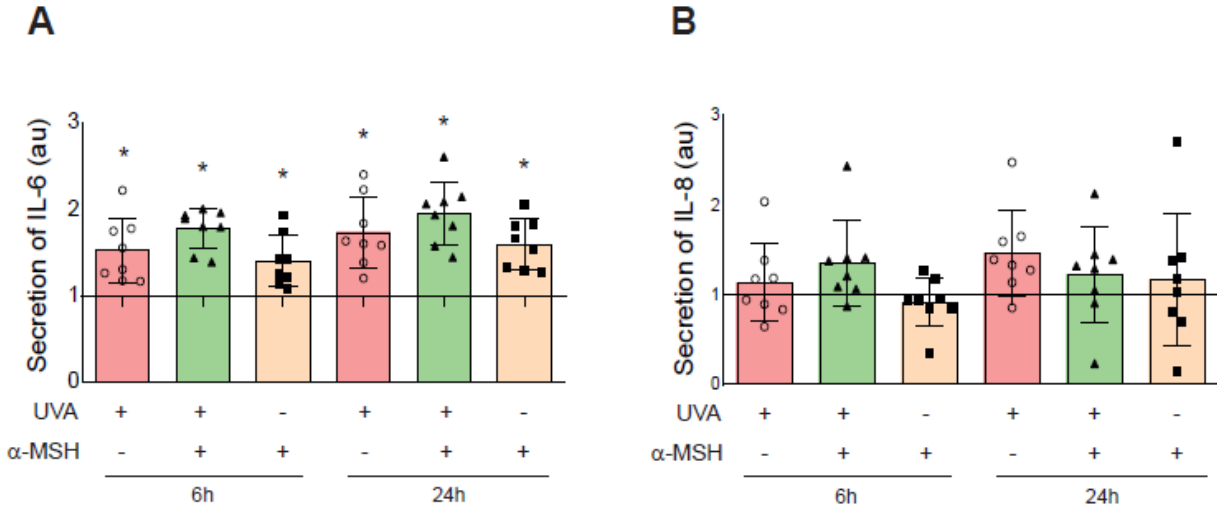 A
B
Secretion of IL-6 (au)
3
2
1
0
* * * * * *
UVA + + - + + -
α-MSH - + + - + +
6h 24h
Secretion of IL-8 (au)
3
2
1
0
UVA + + - + + -
α-MSH - + + - + +
6h 24h